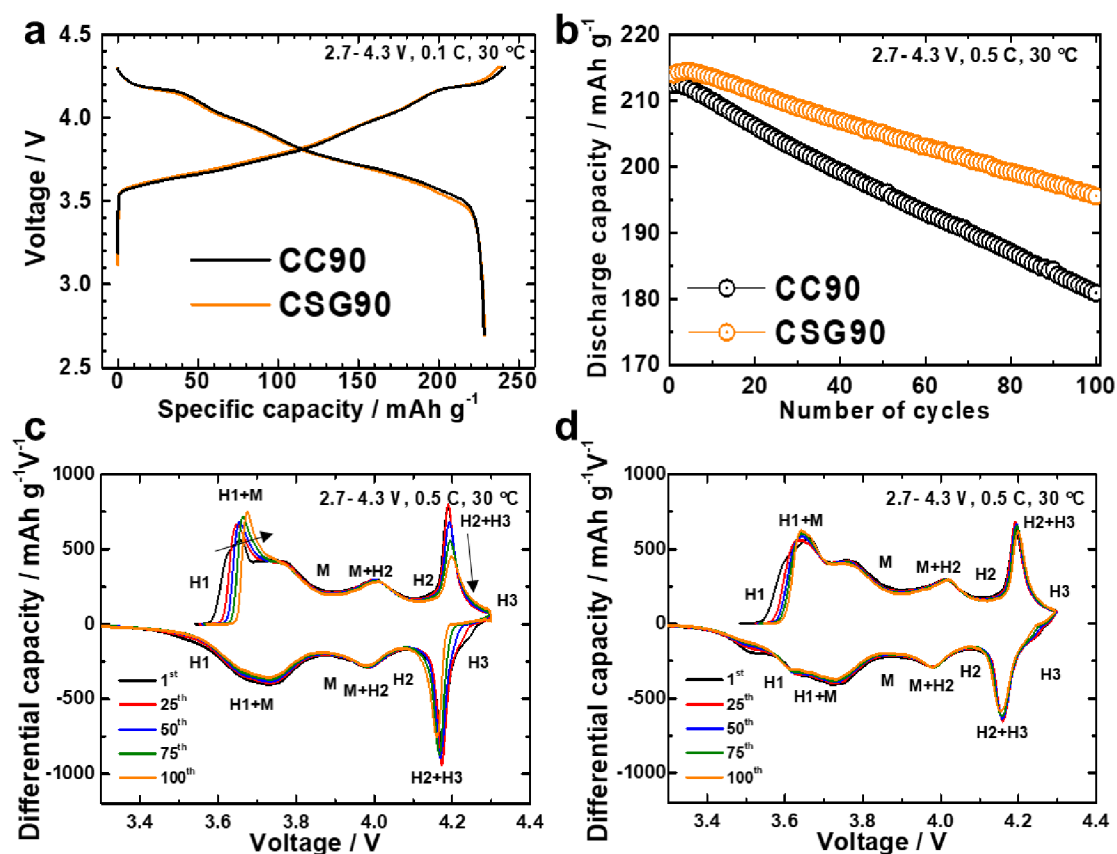 a
2.7- 4.3 V, 0.1 C, 30 ºC
4.5
4.0
3.5
3.0
2.5
Voltage / V
CC90
CSG90
0 40 80 120 160 200 250
Specific capacity / mAh g-1
b
2.7- 4.3 V, 0.5 C, 30 ºC
220
210
200
190
180
170
Discharge capacity / mAh g-1
CC90
CSG90
0 20 40 60 80 100
Number of cycles
c
2.7- 4.3 V, 0.5 C, 30 ºC
1000
500
0
-500
-1000
Differential capacity / mAh g-1V-1
H1+M
H2+H3
H1
M
M+H2
H2
H3
H1
H1+M
M
M+H2
H2
H3
H2+H3
1st
25th
50th
75th
100th
3.4 3.6 3.8 4.0 4.2 4.4
Voltage / V
d
2.7- 4.3 V, 0.5 C, 30 ºC
1000
500
0
-500
-1000
Differential capacity / mAh g-1V-1
H1+M
H2+H3
H1
M
M+H2
H2
H3
H1
H1+M
M
M+H2
H2
H3
H2+H3
1st
25th
50th
75th
100th
3.4 3.6 3.8 4.0 4.2 4.4
Voltage / V